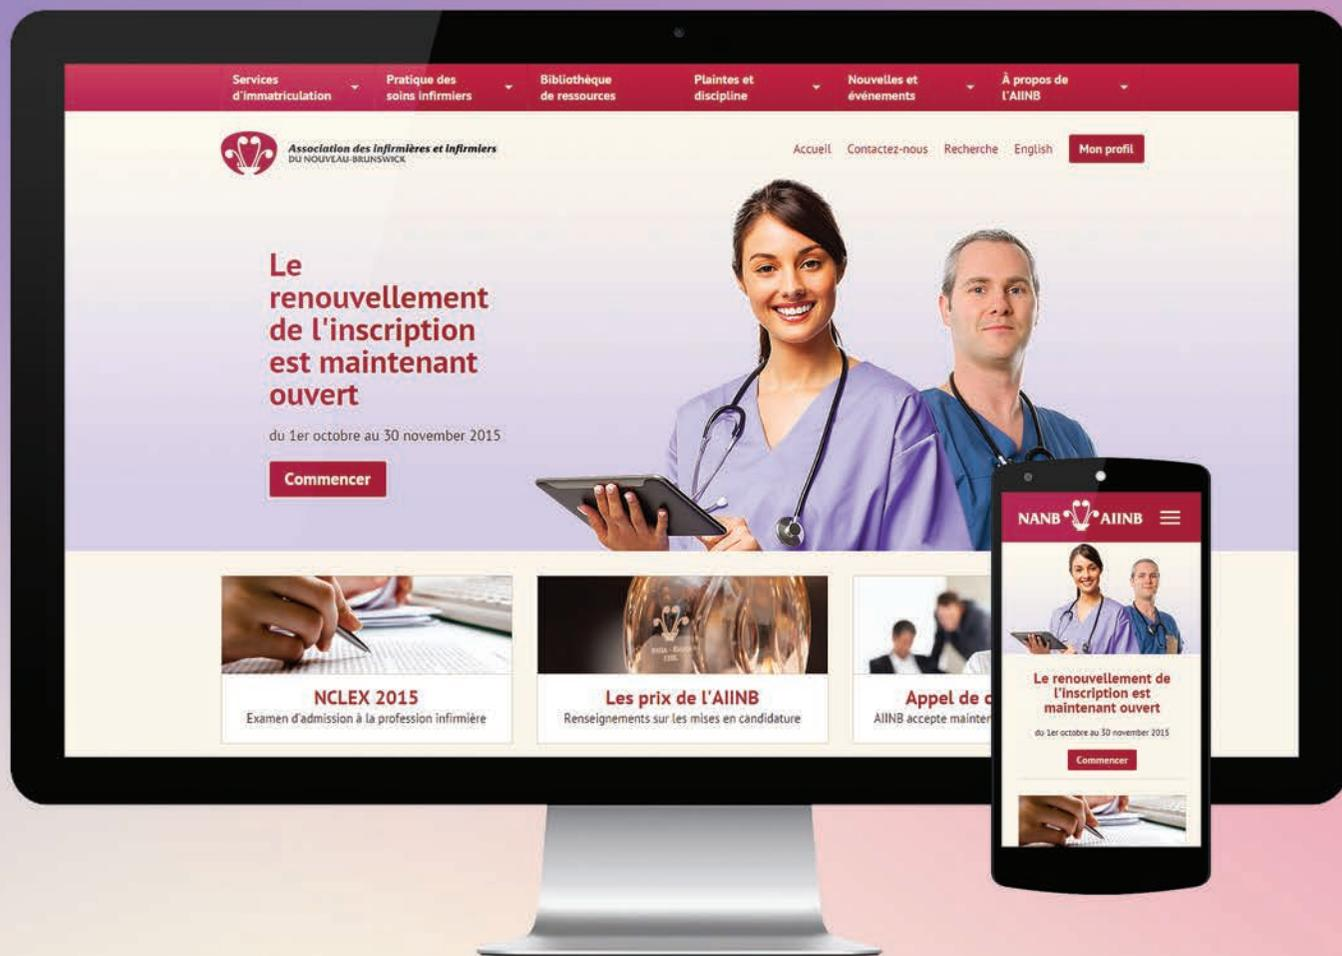 Services
d'immatriculation
Pratique des
soins infirmiers
Bibliothèque
de ressources
Plaintes et
discipline
Nouvelles et
événements
À propos de
l'AIINB
Association des infirmières et infirmiers
DU NOUVEAU-BRUNSWICK
Accueil Contactez-nous Recherche English Mon profil
Le
renouvellement
de l'inscription
est maintenant
ouvert
du 1er octobre au 30 november 2015
Commencer
NCLEX 2015
Examen d'admission à la profession infirmière
Les prix de l'AIINB
Renseignements sur les mises en candidature
Appel de
AIINB accepte
NANB AIINB
Le renouvellement de
l'inscription est
maintenant ouvert
du 1er octobre au 30 november 2015
Commencer